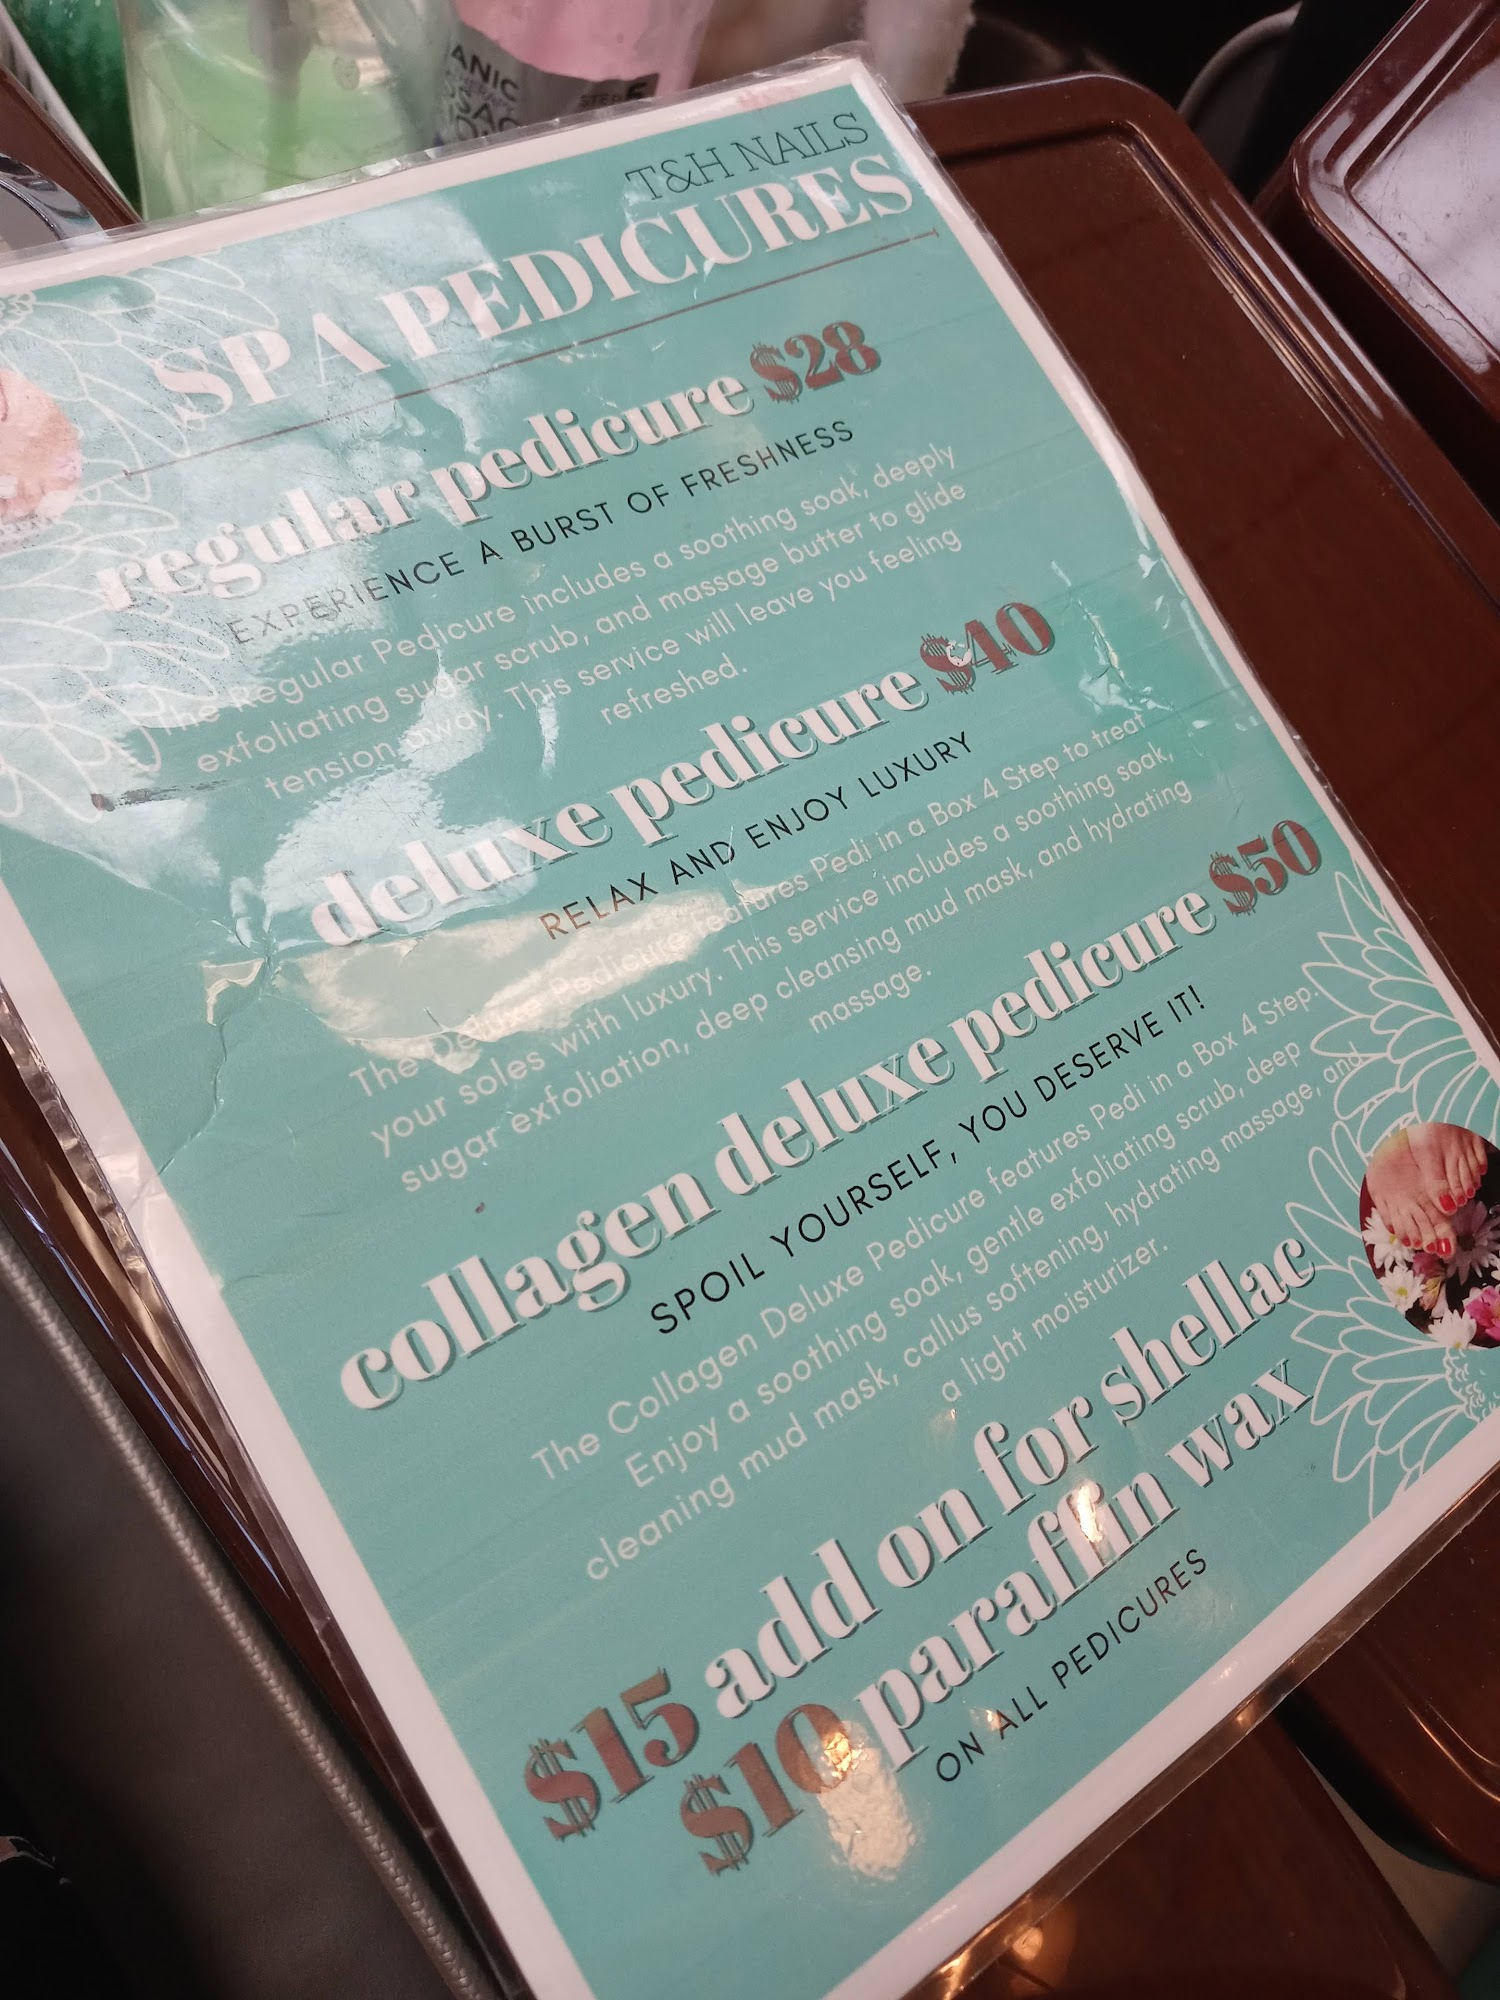 ANIC
STEP
T&H NAILS
SPA PEDICURES
regular pedicure $28
EXPERIENCE A BURST OF FRESHNESS
The Regular Pedicure includes a soothing soak, deeply
exfoliating sugar scrub, and massage butter to glide
tension away. This service will leave you feeling
refreshed.
deluxe pedicure $40
RELAX AND ENJOY LUXURY
The Deluxe Pedicure Features Pedi in a Box 4 Step to treat
your soles with luxury. This service includes a soothing soak,
sugar exfoliation, deep cleansing mud mask, and hydrating
massage.
collagen deluxe pedicure $50
SPOIL YOURSELF, YOU DESERVE IT!
The Collagen Deluxe Pedicure features Pedi in a Box 4 Step.
Enjoy a soothing soak, gentle exfoliating scrub, deep
cleaning mud mask, callus softening, hydrating massage, and
a light moisturizer.
$15 add on for shellac
$10 paraffin wax
ON ALL PEDICURES